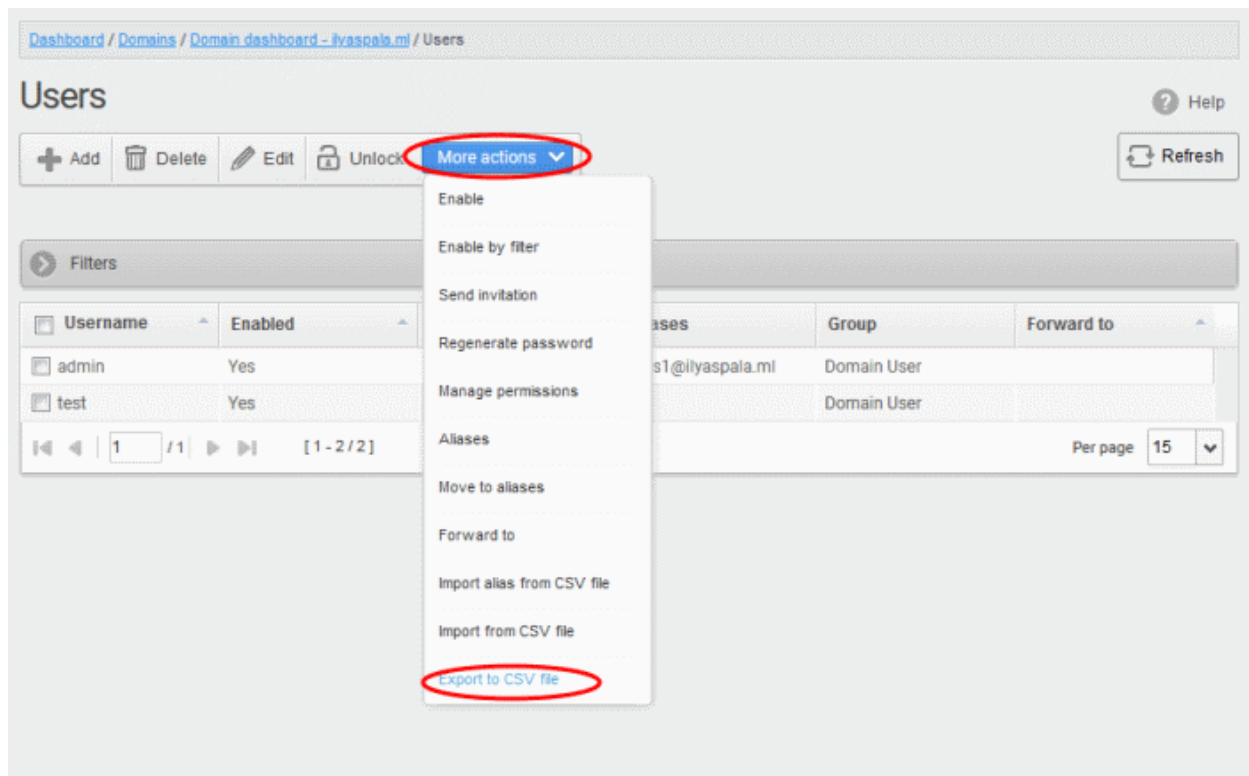 Dashboard / Domains / Domain dashboard - ilyaspala.ml / Users
Users
Help
Add Delete Edit Unlock More actions
Refresh
Enable
Enable by filter
Send invitation
Regenerate password
Manage permissions
Aliases
Move to aliases
Forward to
Import alias from CSV file
Import from CSV file
Export to CSV file
Filters
Username Enabled ases Group Forward to
admin Yes s1@ilyaspala.ml Domain User
test Yes Domain User
1 / 1 [ 1 - 2 / 2 ] Per page 15